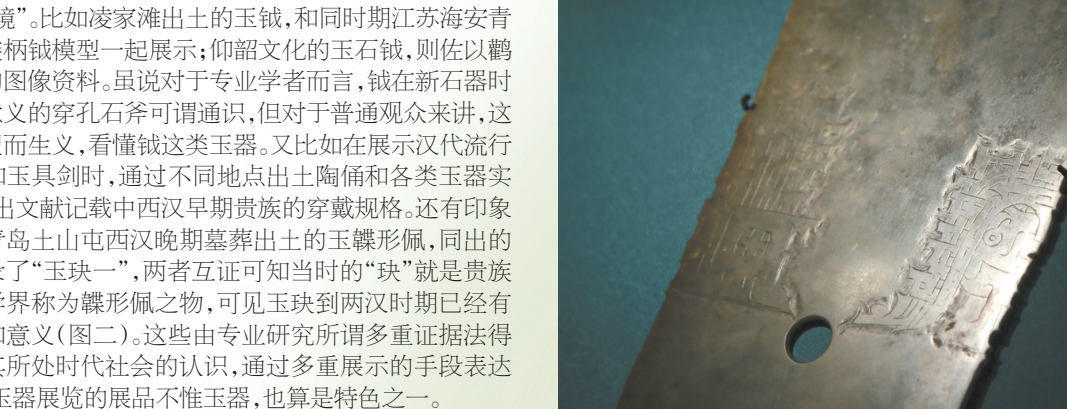 境”。比如凌家滩出土的玉钺,和同时期江苏海安青
柄钺模型一起展示;仰韶文化的玉石钺,则佐以鹳
图像资料。虽说对于专业学者而言,钺在新石器时
义的穿孔石斧可谓通识,但对于普通观众来讲,这
而生义,看懂钺这类玉器。又比如在展示汉代流行
玉具剑时,通过不同地点出土陶俑和各类玉器实
出文献记载中西汉早期贵族的穿戴规格。还有印象
青岛土山屯西汉晚期墓葬出土的玉韘形佩,同出的
了“玉玦一”,两者互证可知当时的“玦”就是贵族
学界称为韘形佩之物,可见玉玦到两汉时期已经有
意义(图二)。这些由专业研究所谓多重证据法得
其所处时代社会的认识,通过多重展示的手段表达
玉器展览的展品不惟玉器,也算是特色之一。